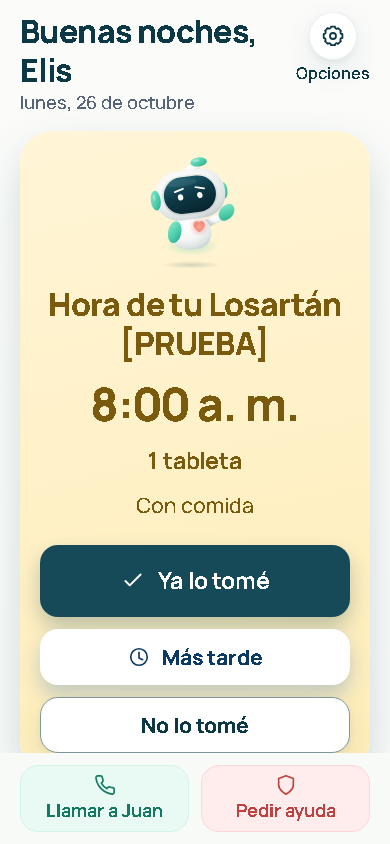 Buenas noches,
Elis
Opciones
lunes, 26 de octubre
Hora de tu Losartán
[PRUEBA]
8:00 a. m.
1 tableta
Con comida
Ya lo tomé
Más tarde
No lo tomé
Llamar a Juan
Pedir ayuda